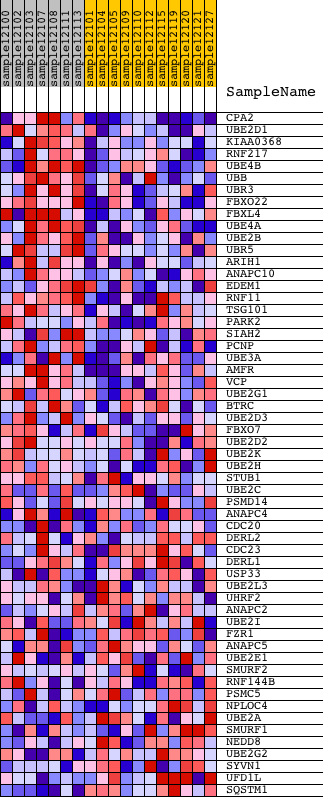 sample12100
sample12102
sample12103
sample12107
sample12108
sample12111
sample12113
sample12101
sample12104
sample12105
sample12109
sample12110
sample12112
sample12115
sample12119
sample12120
sample12121
sample12127
SampleName
CPA2
UBE2D1
KIAA0368
RNF217
UBE4B
UBB
UBR3
FBXO22
FBXL4
UBE4A
UBE2B
UBR5
ARIH1
ANAPC10
EDEM1
RNF11
TSG101
PARK2
SIAH2
PCNP
UBE3A
AMFR
VCP
UBE2G1
BTRC
UBE2D3
FBXO7
UBE2D2
UBE2K
UBE2H
STUB1
UBE2C
PSMD14
ANAPC4
CDC20
DERL2
CDC23
DERL1
USP33
UBE2L3
UHRF2
ANAPC2
UBE2I
FZR1
ANAPC5
UBE2E1
SMURF2
RNF144B
PSMC5
NPLOC4
UBE2A
SMURF1
NEDD8
UBE2G2
SYVN1
UFD1L
SQSTM1